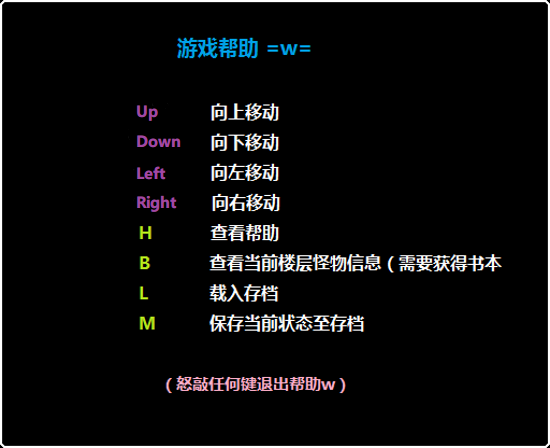 游戏帮助 =w=
Up 向上移动
Down 向下移动
Left 向左移动
Right 向右移动
H 查看帮助
B 查看当前楼层怪物信息（需要获得书本
L 载入存档
M 保存当前状态至存档
（怒敲任何键退出帮助w）